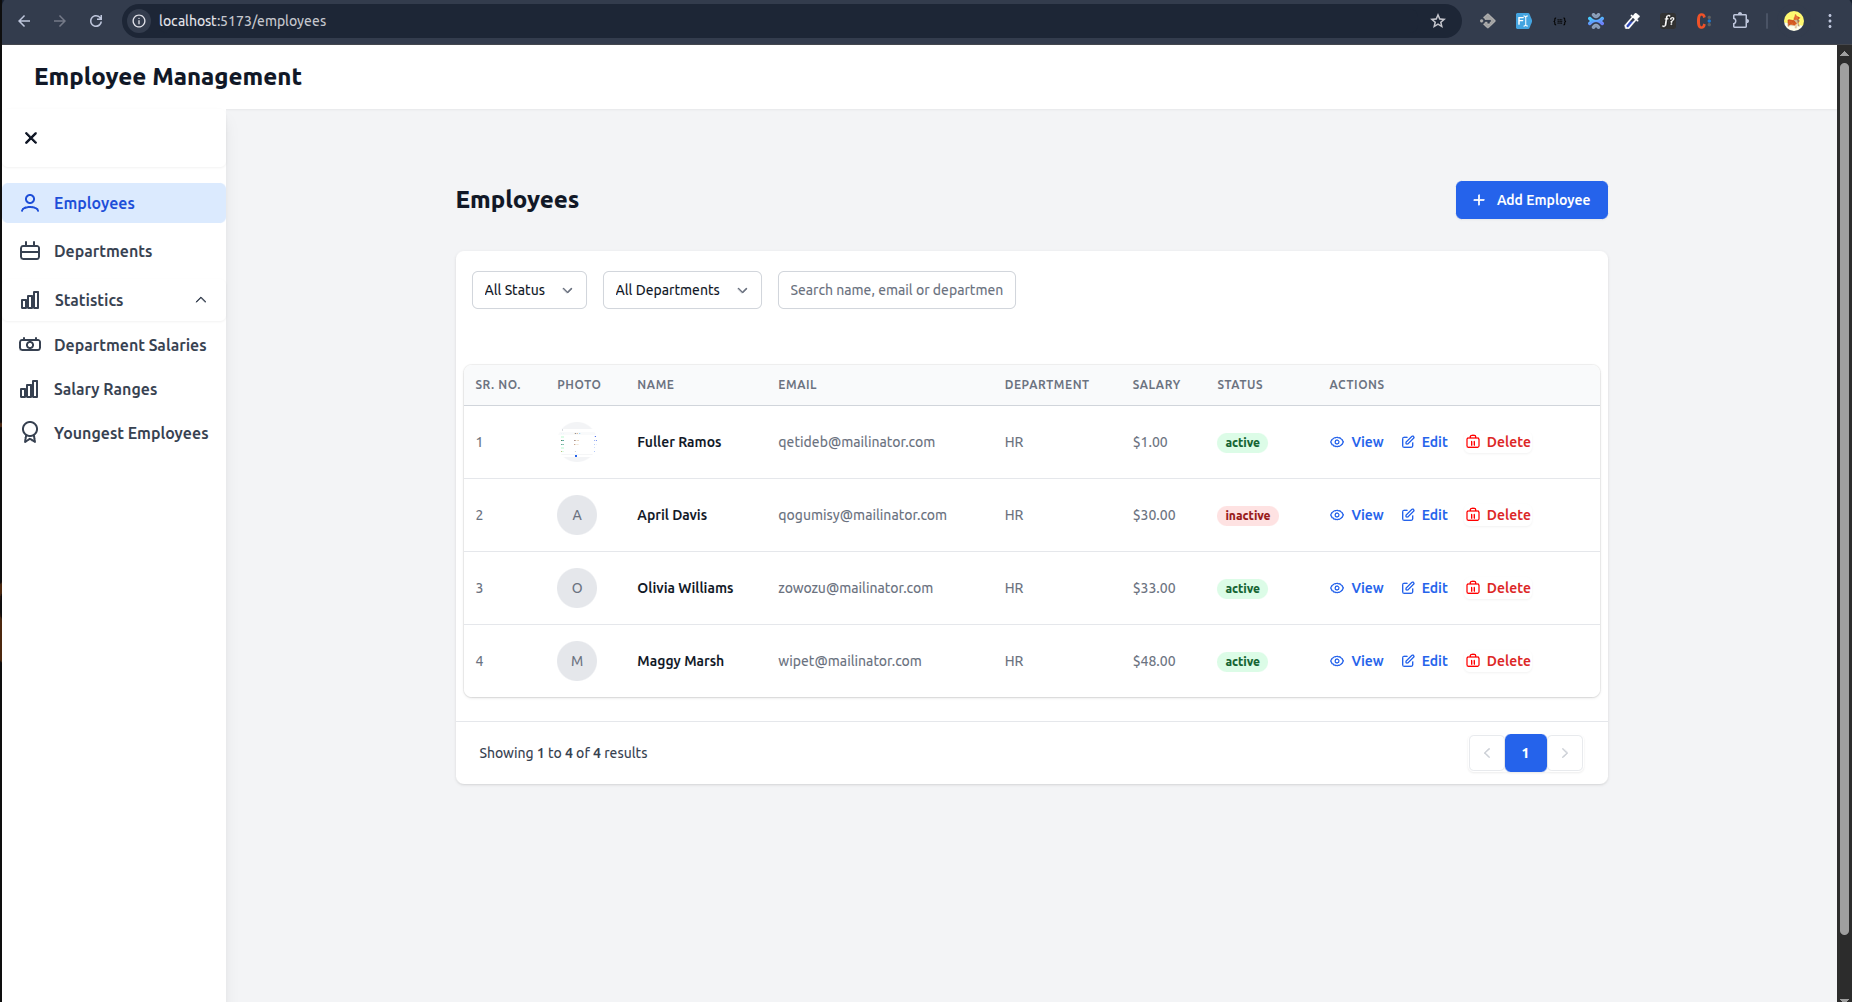 localhost:5173/employees
Employee Management
Employees
Departments
Statistics
Department Salaries
Salary Ranges
Youngest Employees
Employees
+ Add Employee
All Status
All Departments
Search name, email or departmen
SR. NO. PHOTO NAME EMAIL DEPARTMENT SALARY STATUS ACTIONS
1 Fuller Ramos qetideb@mailinator.com HR $1.00 active View Edit Delete
2 A April Davis qogumisy@mailinator.com HR $30.00 inactive View Edit Delete
3 O Olivia Williams zowozu@mailinator.com HR $33.00 active View Edit Delete
4 M Maggy Marsh wipet@mailinator.com HR $48.00 active View Edit Delete
Showing 1 to 4 of 4 results
1